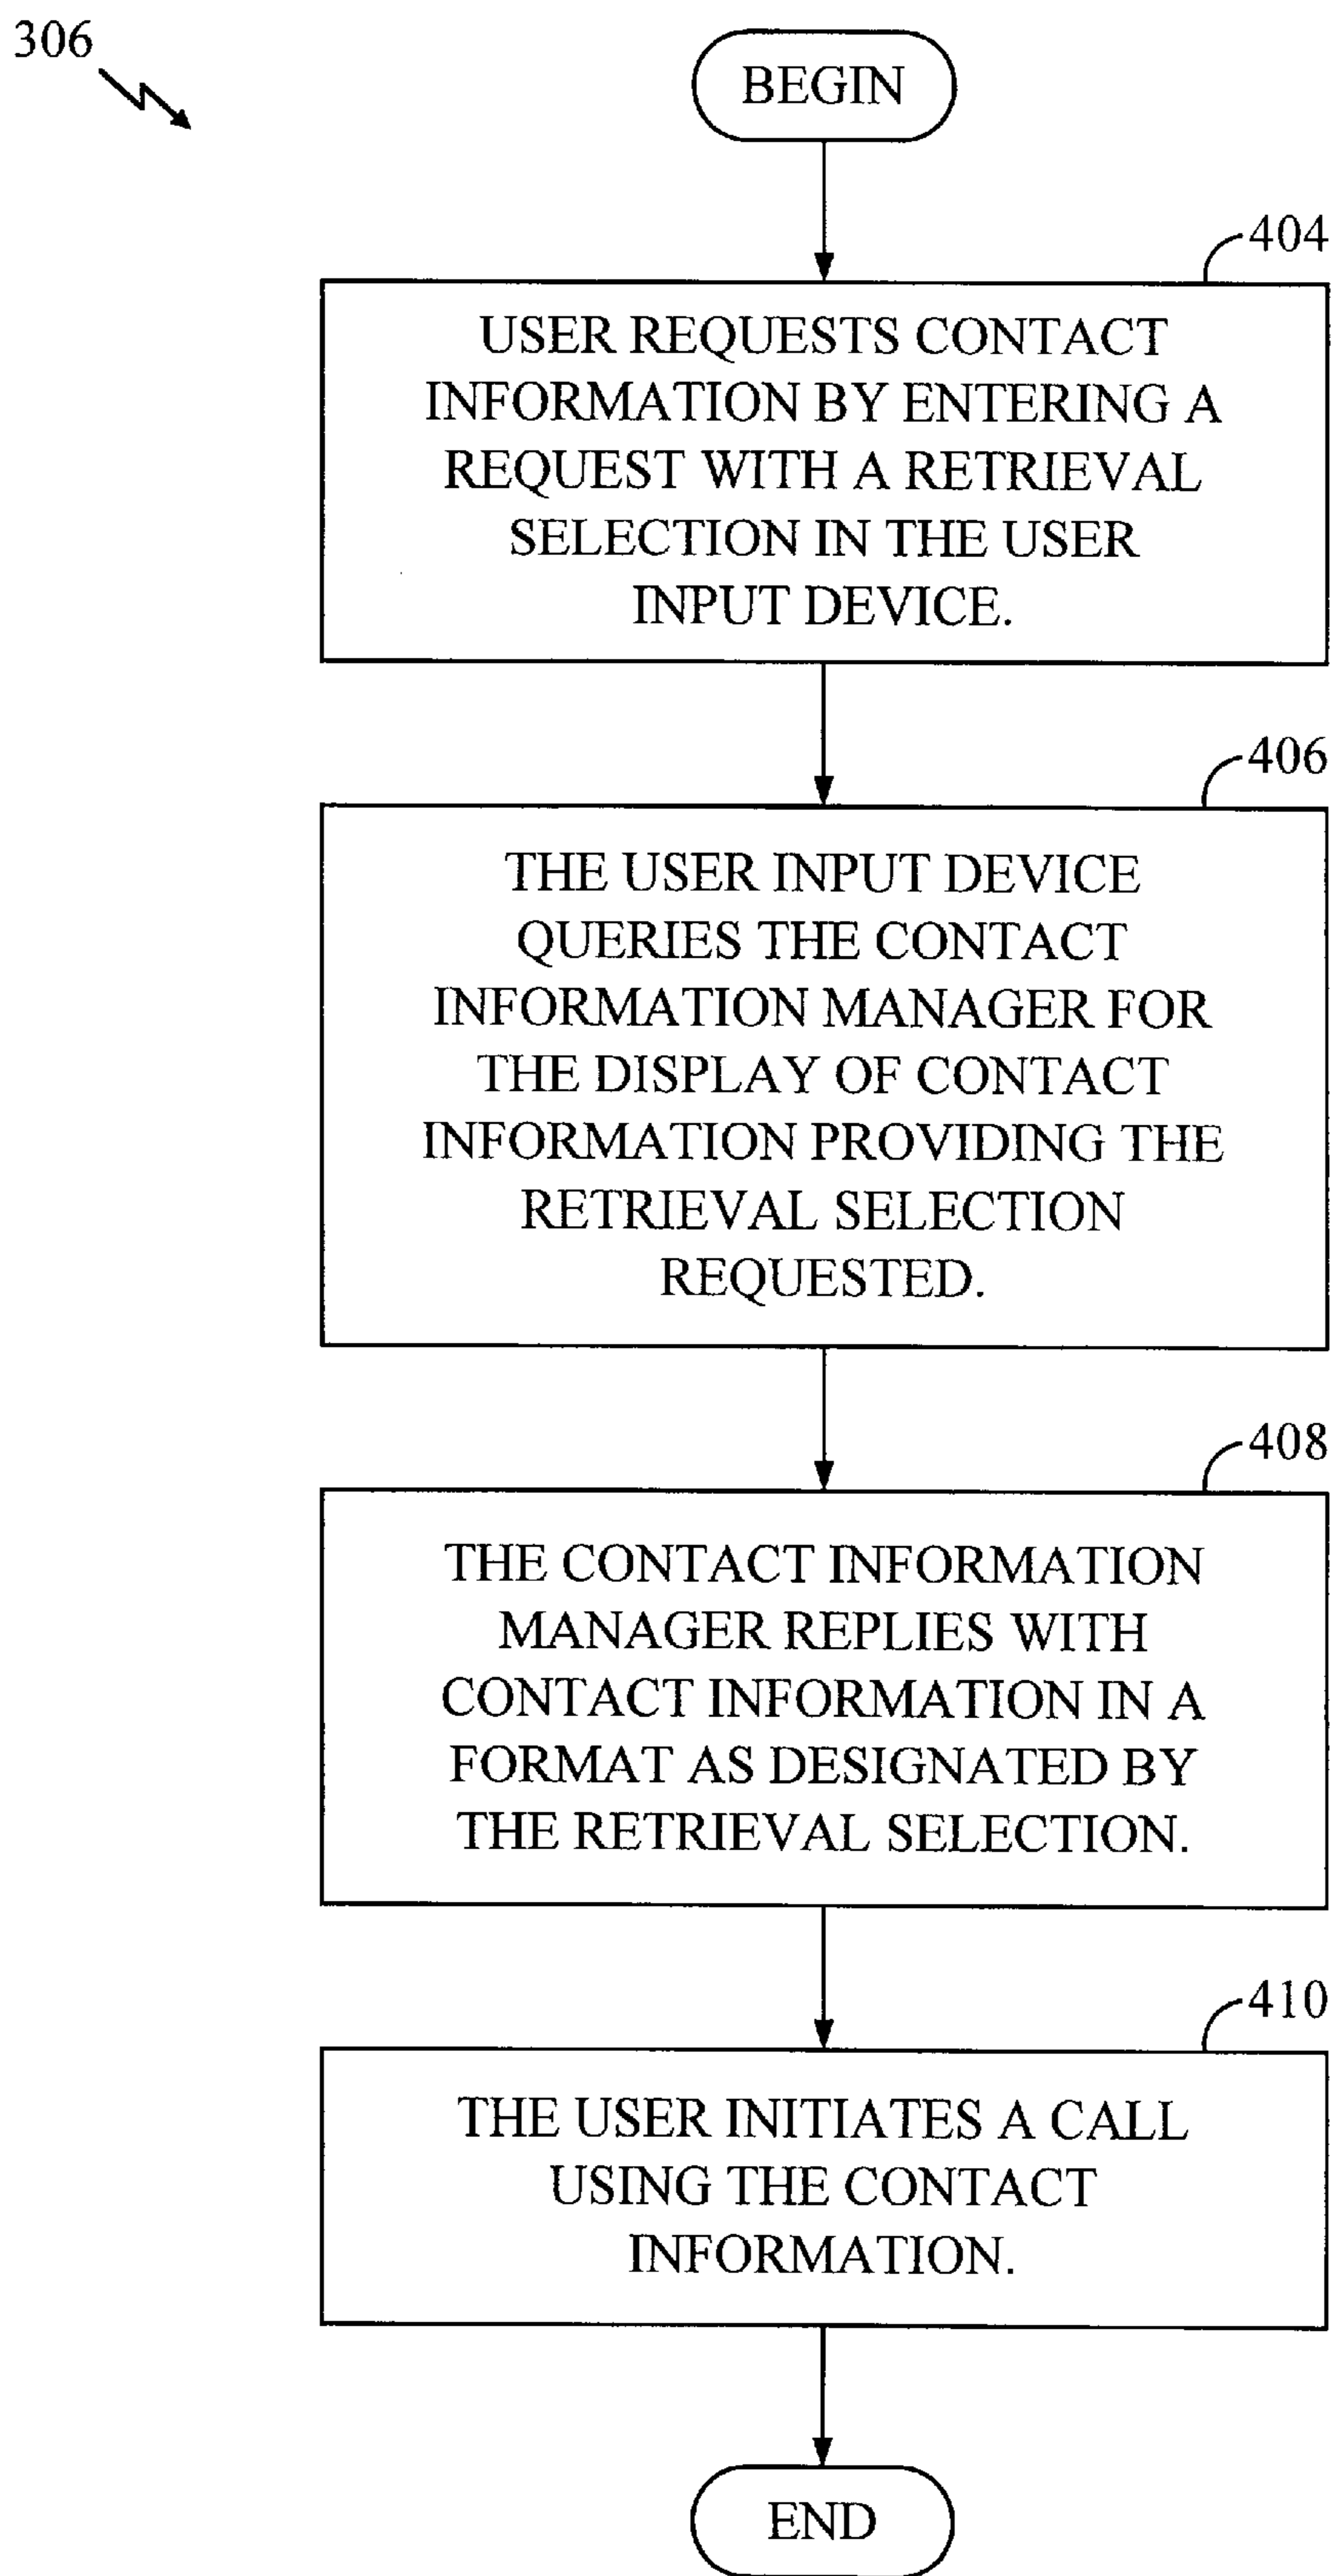 306
BEGIN
404
USER REQUESTS CONTACT
INFORMATION BY ENTERING A
REQUEST WITH A RETRIEVAL
SELECTION IN THE USER
INPUT DEVICE.
406
THE USER INPUT DEVICE
QUERIES THE CONTACT
INFORMATION MANAGER FOR
THE DISPLAY OF CONTACT
INFORMATION PROVIDING THE
RETRIEVAL SELECTION
REQUESTED.
408
THE CONTACT INFORMATION
MANAGER REPLIES WITH
CONTACT INFORMATION IN A
FORMAT AS DESIGNATED BY
THE RETRIEVAL SELECTION.
410
THE USER INITIATES A CALL
USING THE CONTACT
INFORMATION.
END